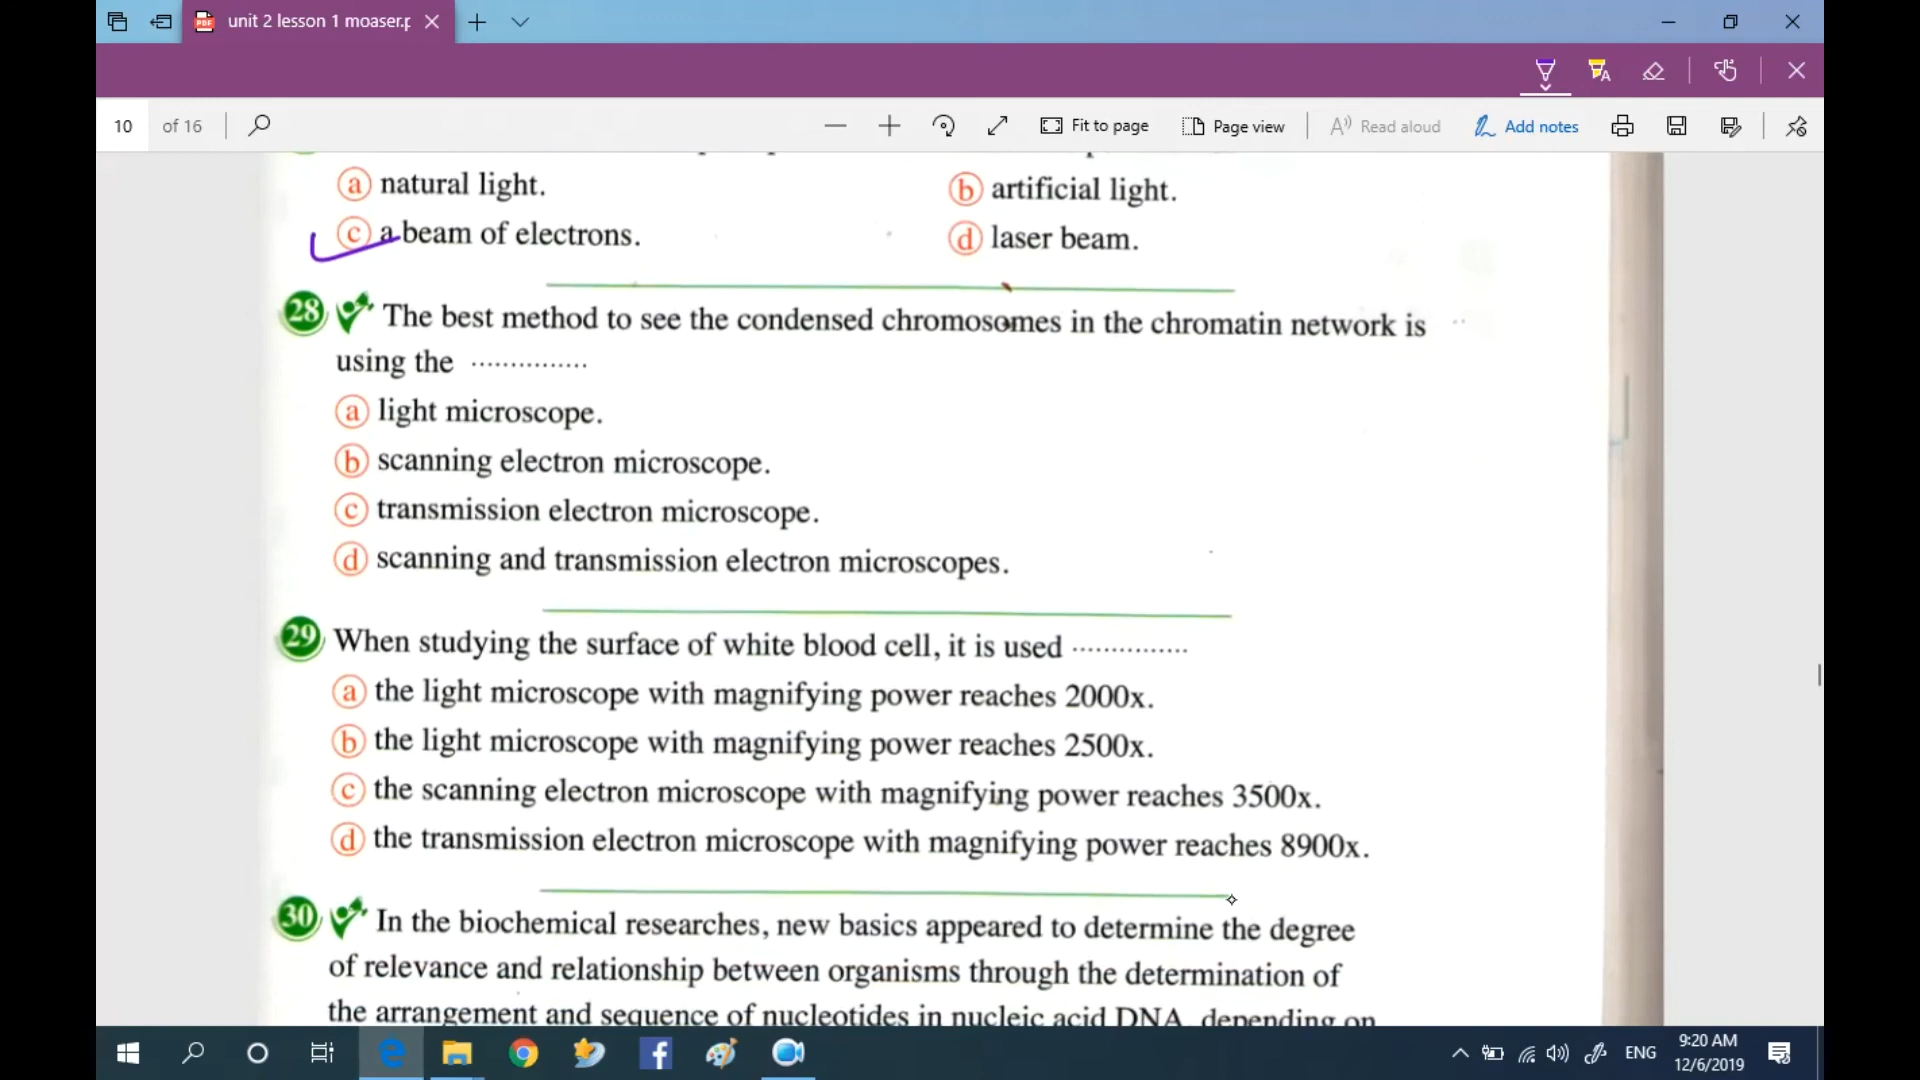 unit 2 lesson 1 moaser.p
10 of 16
Fit to page
Page view
Read aloud
Add notes
a natural light.
b artificial light.
c a beam of electrons.
d laser beam.
28 The best method to see the condensed chromosomes in the chromatin network is
using the ...............
a light microscope.
b scanning electron microscope.
c transmission electron microscope.
d scanning and transmission electron microscopes.
29 When studying the surface of white blood cell, it is used ...............
a the light microscope with magnifying power reaches 2000x.
b the light microscope with magnifying power reaches 2500x.
c the scanning electron microscope with magnifying power reaches 3500x.
d the transmission electron microscope with magnifying power reaches 8900x.
30 In the biochemical researches, new basics appeared to determine the degree
of relevance and relationship between organisms through the determination of
the arrangement and sequence of nucleotides in nucleic acid DNA, depending on
ENG
9:20 AM
12/6/2019